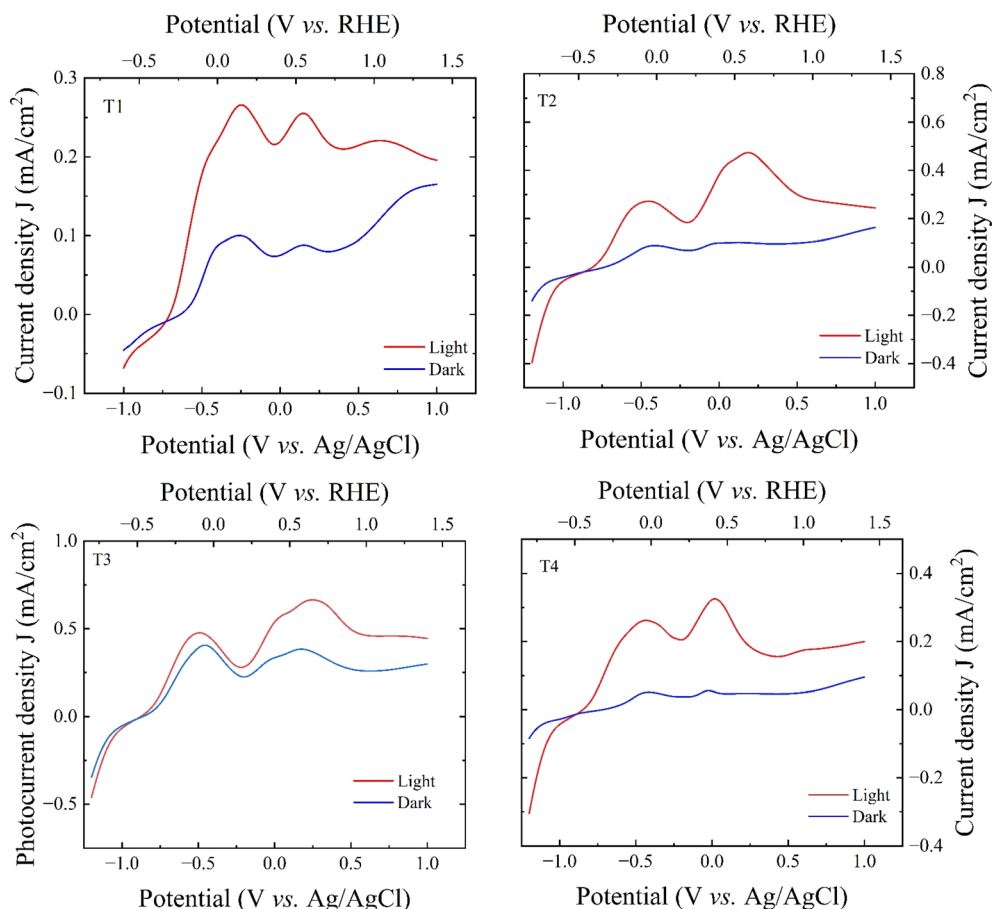 Potential (V vs. RHE)
−0.5 0.0 0.5 1.0 1.5
T1
0.3
0.2
0.1
0.0
−0.1
Current density J (mA/cm²)
Light
Dark
−1.0 −0.5 0.0 0.5 1.0
Potential (V vs. Ag/AgCl)
Potential (V vs. RHE)
−0.5 0.0 0.5 1.0 1.5
T2
0.8
0.6
0.4
0.2
0.0
−0.2
−0.4
Current density J (mA/cm²)
Light
Dark
−1.0 −0.5 0.0 0.5 1.0
Potential (V vs. Ag/AgCl)
Potential (V vs. RHE)
−0.5 0.0 0.5 1.0 1.5
T3
1.0
0.5
0.0
−0.5
Photocurrent density J (mA/cm²)
Light
Dark
−1.0 −0.5 0.0 0.5 1.0
Potential (V vs. Ag/AgCl)
Potential (V vs. RHE)
−0.5 0.0 0.5 1.0 1.5
T4
0.4
0.2
0.0
−0.2
−0.4
Current density J (mA/cm²)
Light
Dark
−1.0 −0.5 0.0 0.5 1.0
Potential (V vs. Ag/AgCl)